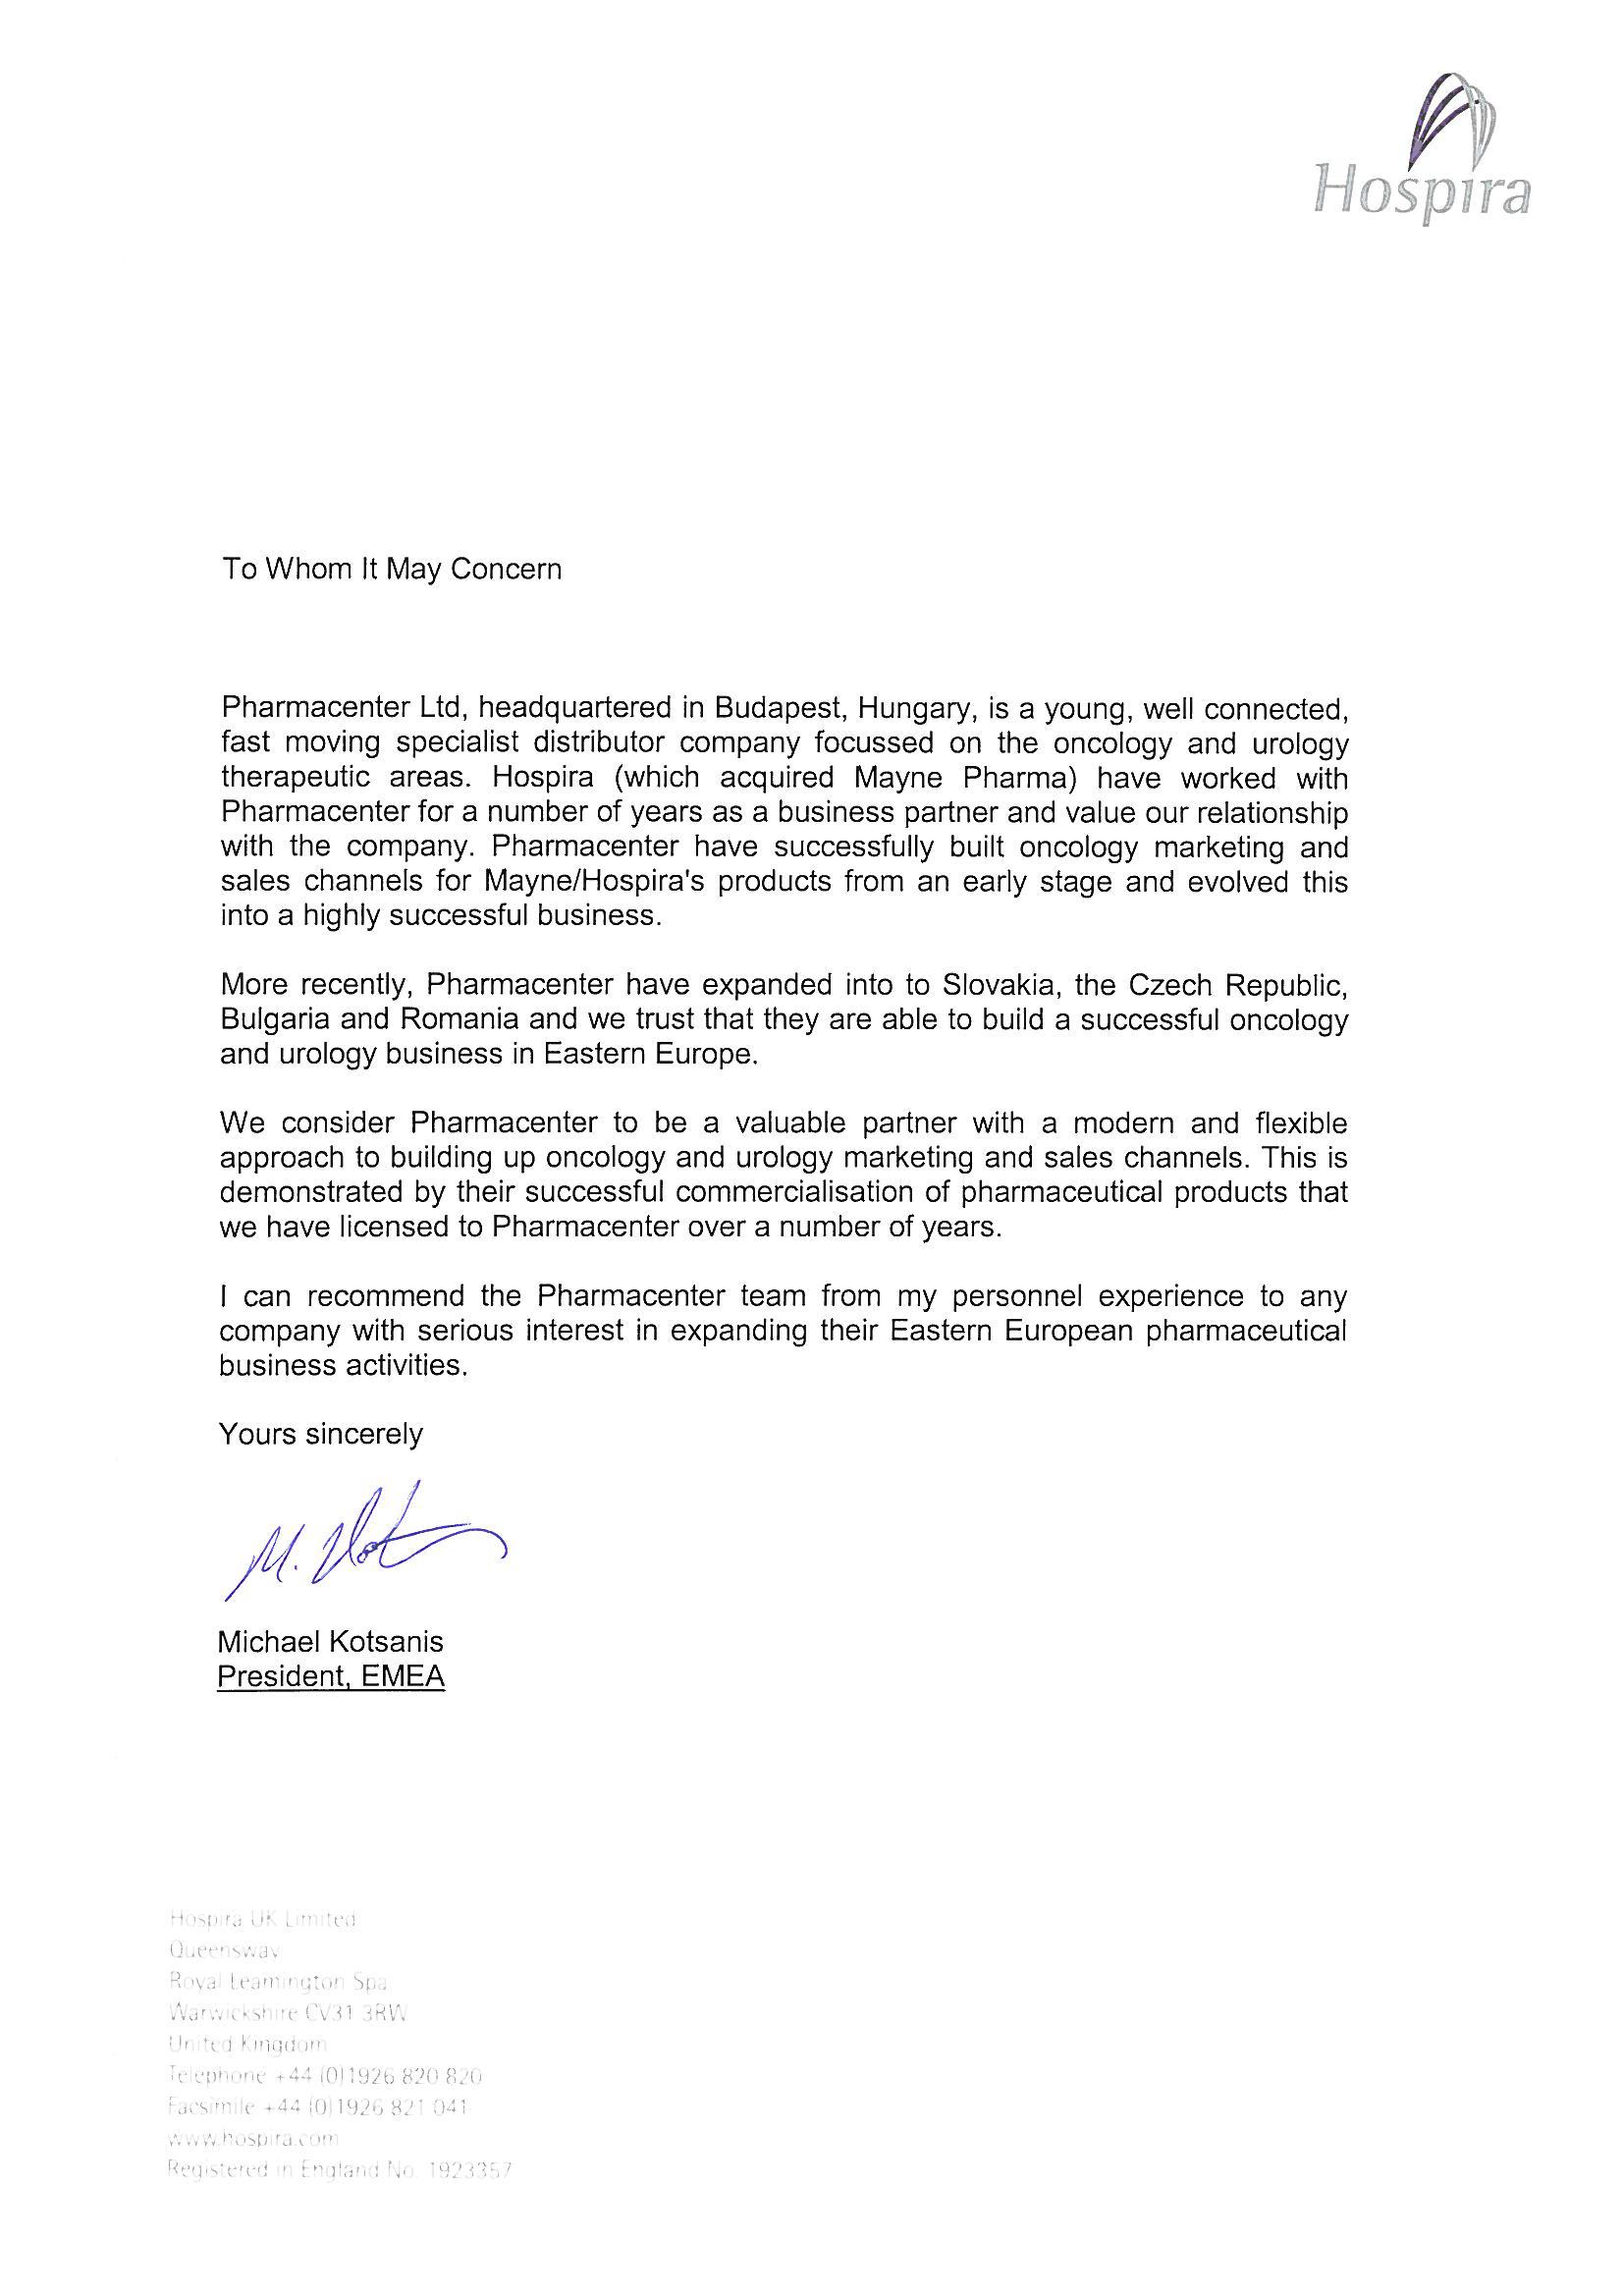 Hospira
To Whom It May Concern
Pharmacenter Ltd, headquartered in Budapest, Hungary, is a young, well connected,
fast moving specialist distributor company focussed on the oncology and urology
therapeutic areas. Hospira (which acquired Mayne Pharma) have worked with
Pharmacenter for a number of years as a business partner and value our relationship
with the company. Pharmacenter have successfully built oncology marketing and
sales channels for Mayne/Hospira's products from an early stage and evolved this
into a highly successful business.
More recently, Pharmacenter have expanded into to Slovakia, the Czech Republic,
Bulgaria and Romania and we trust that they are able to build a successful oncology
and urology business in Eastern Europe.
We consider Pharmacenter to be a valuable partner with a modern and flexible
approach to building up oncology and urology marketing and sales channels. This is
demonstrated by their successful commercialisation of pharmaceutical products that
we have licensed to Pharmacenter over a number of years.
I can recommend the Pharmacenter team from my personnel experience to any
company with serious interest in expanding their Eastern European pharmaceutical
business activities.
Yours sincerely
M. Kot
Michael Kotsanis
President, EMEA
Hospira UK Limited
Queensway
Royal Leamington Spa
Warwickshire CV31 3RW
United Kingdom
Telephone +44 (0)1926 820 820
Facsimile +44 (0)1926 821 041
www.hospira.com
Registered in England No. 1923357